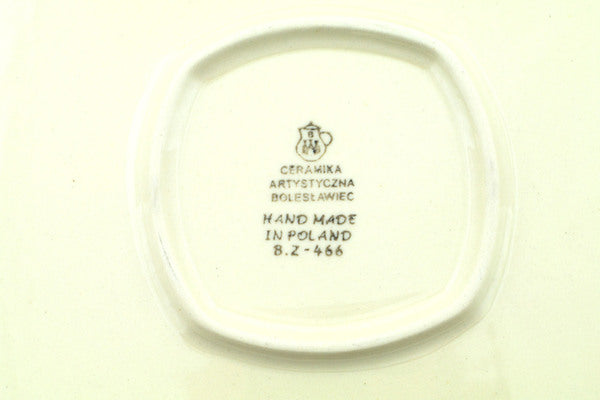 B
CERAMIKA
ARTYSTYCZNA
BOLESŁAWIEC
HAND MADE
IN POLAND
B.Z-466